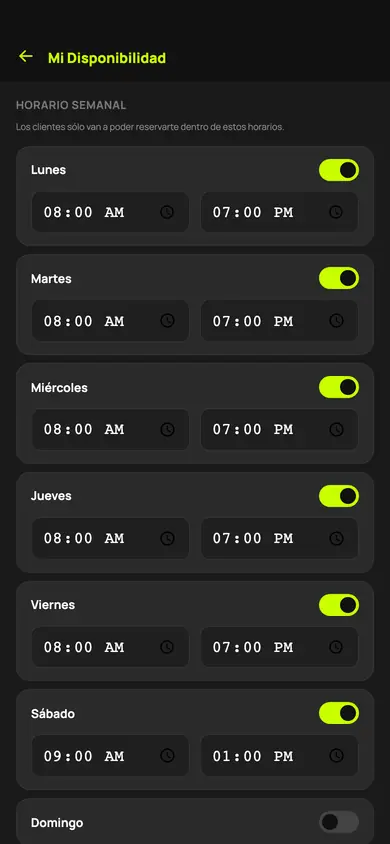 Mi Disponibilidad
HORARIO SEMANAL
Los clientes sólo van a poder reservarte dentro de estos horarios.
Lunes
08:00 AM 07:00 PM
Martes
08:00 AM 07:00 PM
Miércoles
08:00 AM 07:00 PM
Jueves
08:00 AM 07:00 PM
Viernes
08:00 AM 07:00 PM
Sábado
09:00 AM 01:00 PM
Domingo